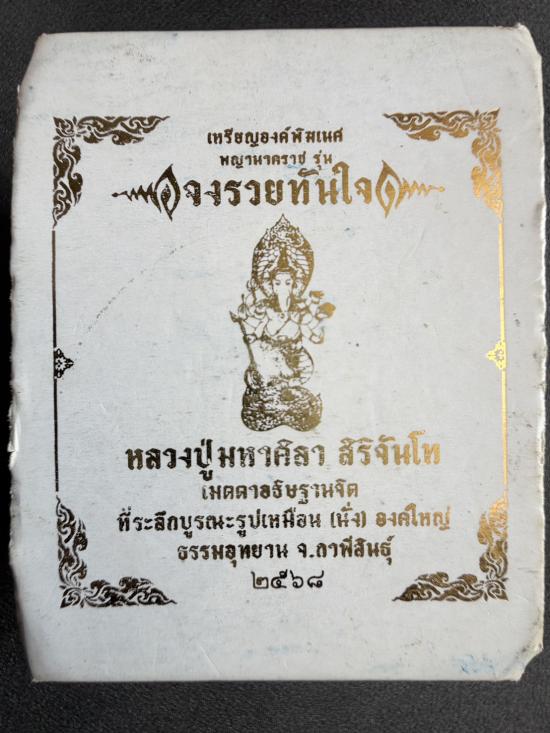 เหรียญองค์พิฆเนศ
พญานาคราช รุ่น
จงรวยทันใจ
หลวงปู่มหาศิลา สิริจันโท
เมตตาอธิษฐานจิต
ที่ระลึกบูรณะรูปเหมือน (นั่ง) องค์ใหญ่
ธรรมอุทยาน จ.กาฬสินธุ์
๒๕๖๘